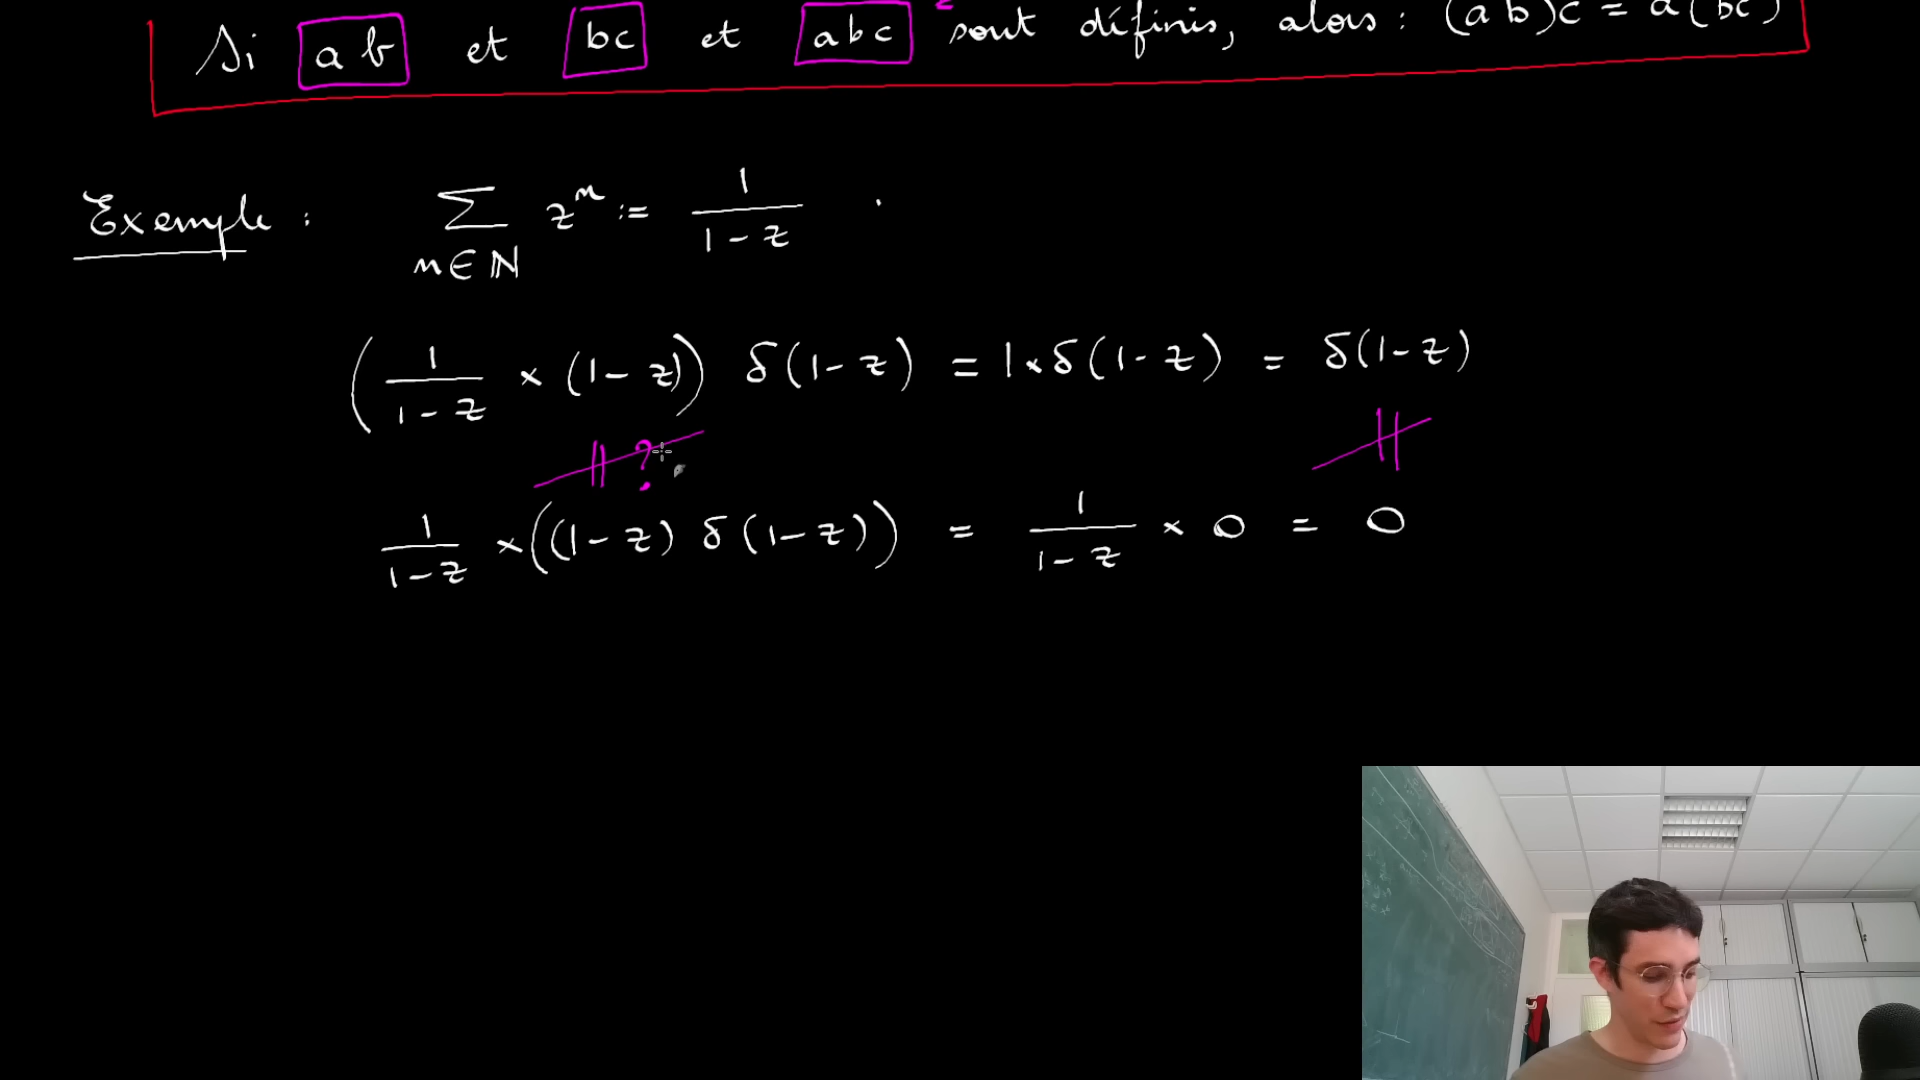 Si ab et bc et abc sont définis, alors : (ab)c = a(bc)
Exemple : ∑_{n∈ℕ} z^n := 1/(1-z) .
(1/(1-z) × (1-z)) δ(1-z) = 1×δ(1-z) = δ(1-z)
≠ ? ≠
1/(1-z) × ((1-z) δ(1-z)) = 1/(1-z) × 0 = 0